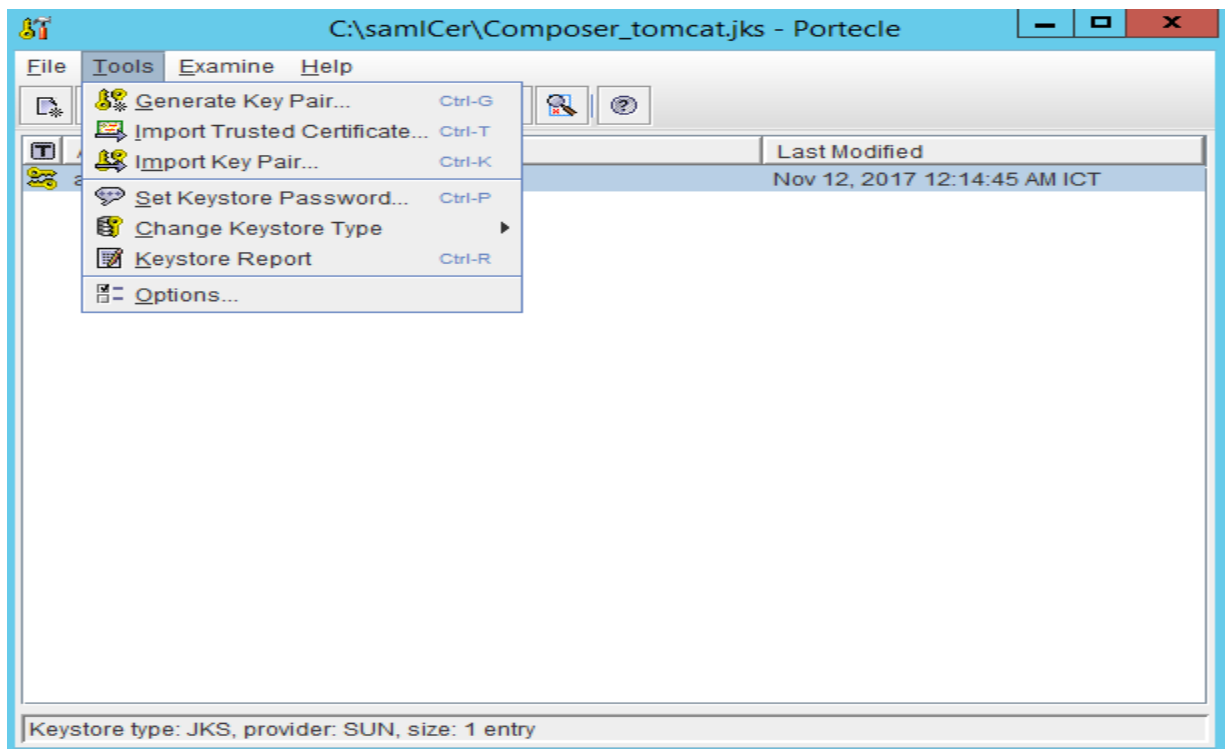 C:\samlCer\Composer_tomcat.jks - Portecle
File Tools Examine Help
Generate Key Pair... Ctrl-G
Import Trusted Certificate... Ctrl-T
Import Key Pair... Ctrl-K
Last Modified
Nov 12, 2017 12:14:45 AM ICT
Set Keystore Password... Ctrl-P
Change Keystore Type
Keystore Report Ctrl-R
Options...
Keystore type: JKS, provider: SUN, size: 1 entry